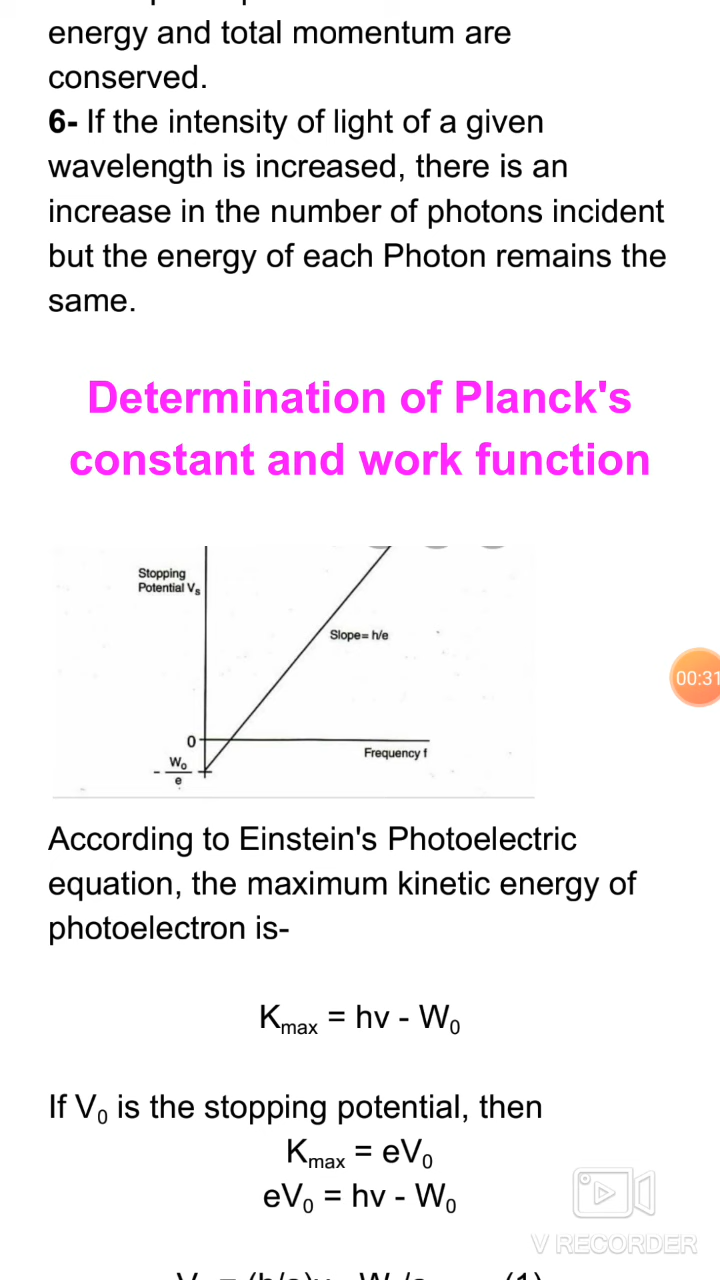 energy and total momentum are
conserved.
6- If the intensity of light of a given
wavelength is increased, there is an
increase in the number of photons incident
but the energy of each Photon remains the
same.
Determination of Planck's
constant and work function
Stopping
Potential Vₛ
Slope= h/e
00:31
0
Frequency f
- W₀
e
According to Einstein's Photoelectric
equation, the maximum kinetic energy of
photoelectron is-
Kₘₐₓ = hv - W₀
If V₀ is the stopping potential, then
Kₘₐₓ = eV₀
eV₀ = hv - W₀
V RECORDER